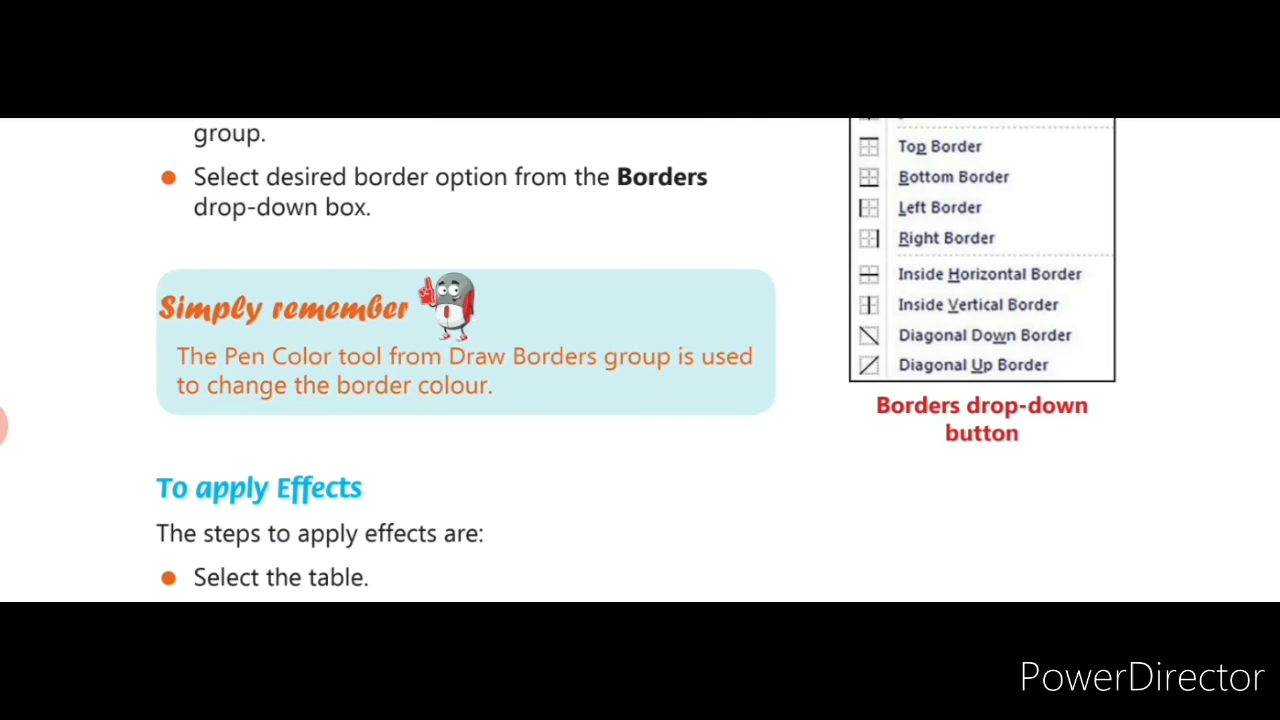 group.
Select desired border option from the Borders
drop-down box.
Simply remember
The Pen Color tool from Draw Borders group is used
to change the border colour.
To apply Effects
The steps to apply effects are:
Select the table.
Top Border
Bottom Border
Left Border
Right Border
Inside Horizontal Border
Inside Vertical Border
Diagonal Down Border
Diagonal Up Border
Borders drop-down
button
PowerDirector